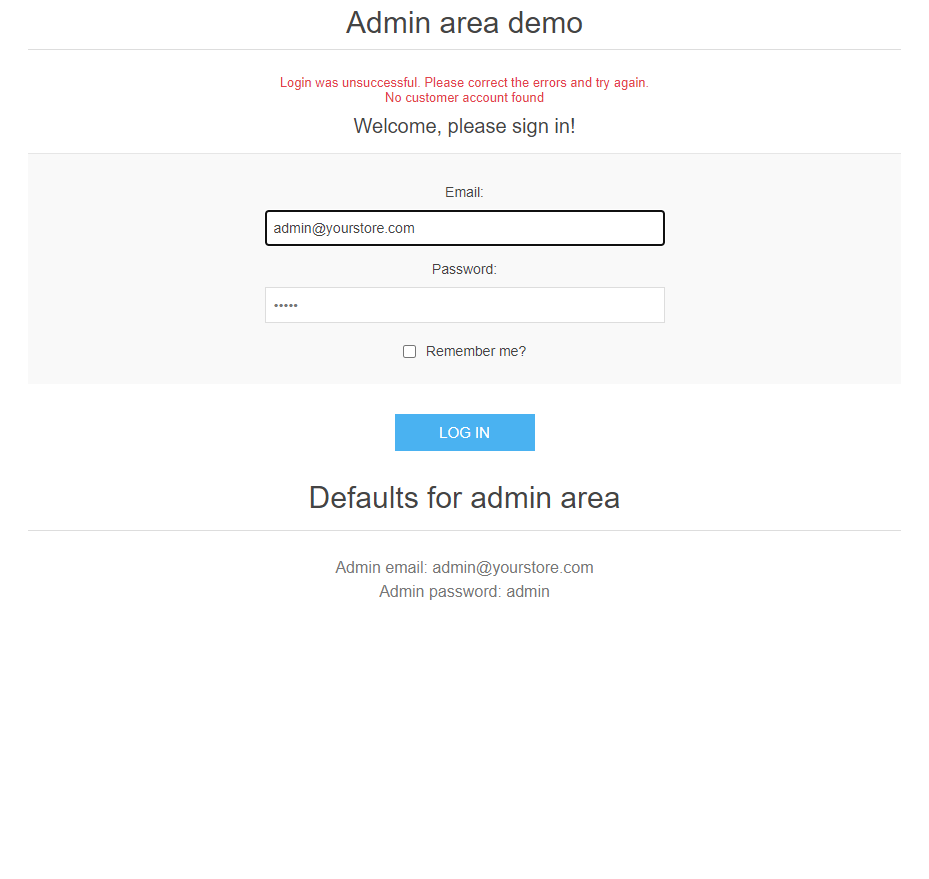 Admin area demo
Login was unsuccessful. Please correct the errors and try again.
No customer account found
Welcome, please sign in!
Email:
admin@yourstore.com
Password:
•••••
Remember me?
LOG IN
Defaults for admin area
Admin email: admin@yourstore.com
Admin password: admin